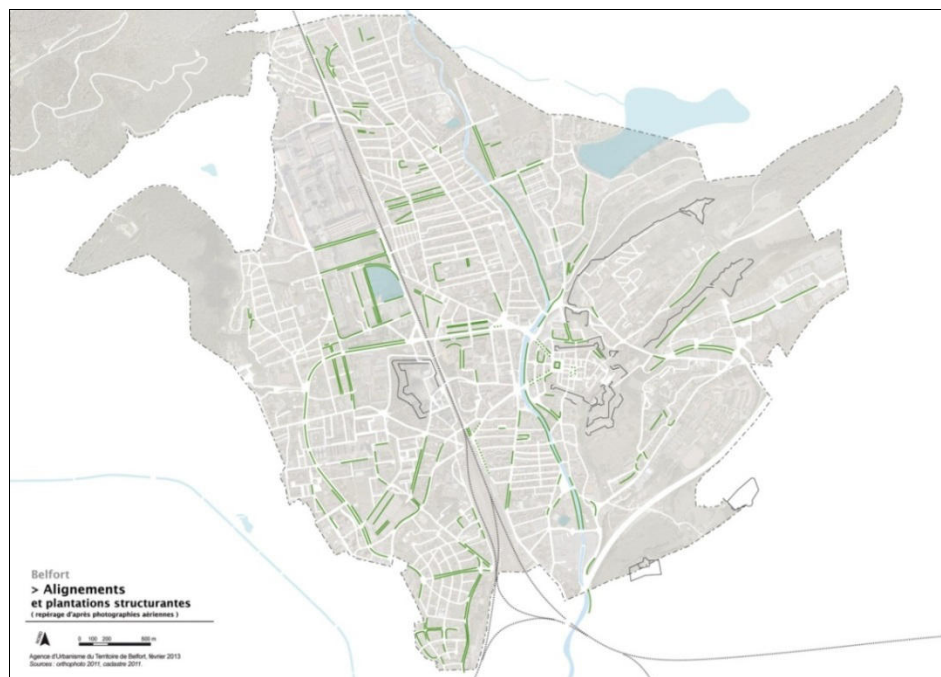 Belfort
> Alignements
et plantations structurantes
( repérage d'après photographies aériennes )
0 100 200 500 m
Agence d'Urbanisme du Territoire de Belfort, février 2013
Sources : orthophoto 2011, cadastre 2011.